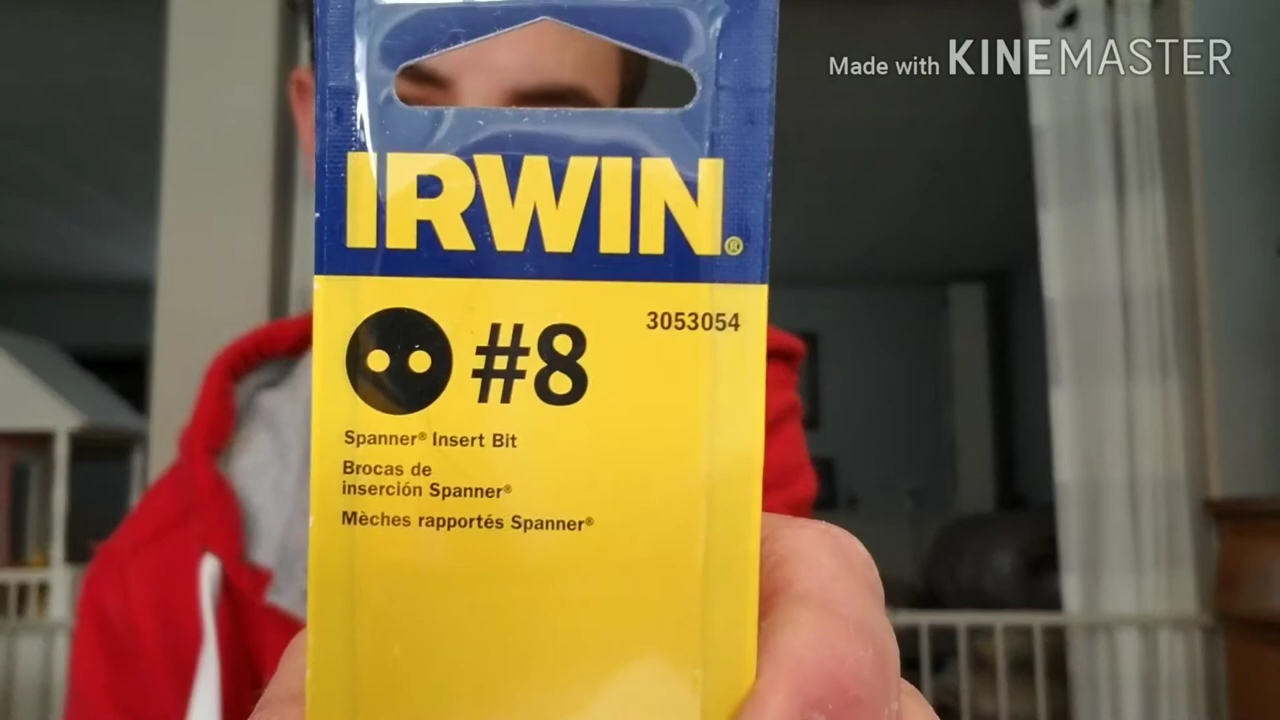 Made with KINEMASTER
IRWIN®
3053054
#8
Spanner® Insert Bit
Brocas de
inserción Spanner®
Mèches rapportés Spanner®